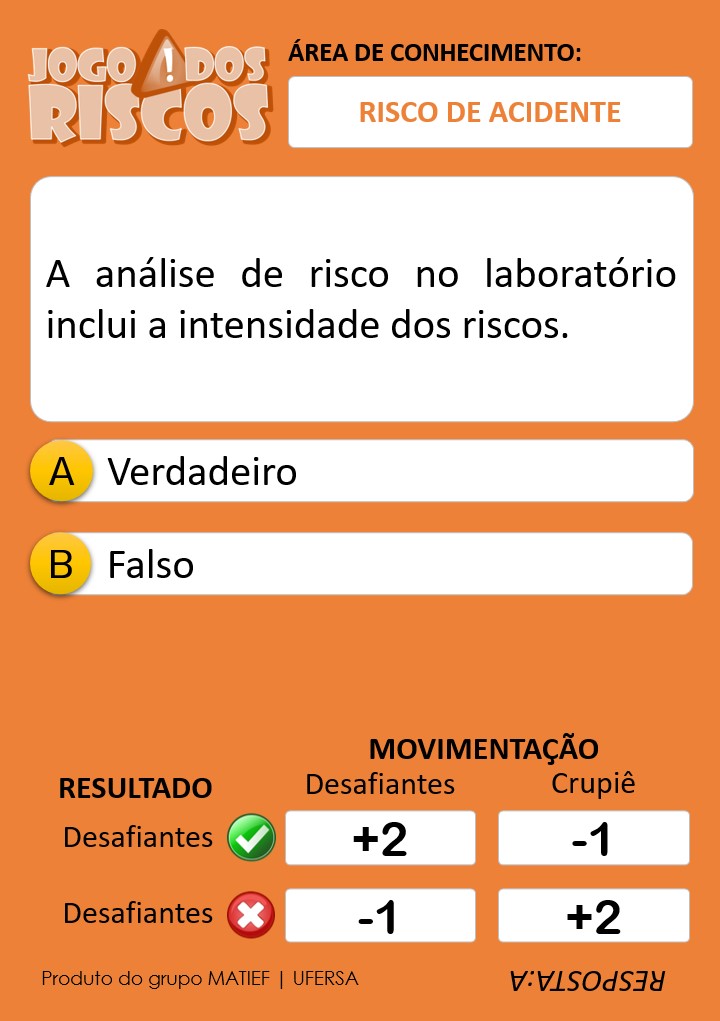 JOGO ! DOS
RISCOS
ÁREA DE CONHECIMENTO:
RISCO DE ACIDENTE
A análise de risco no laboratório
inclui a intensidade dos riscos.
A Verdadeiro
B Falso
MOVIMENTAÇÃO
RESULTADO Desafiantes Crupiê
Desafiantes +2 -1
Desafiantes -1 +2
Produto do grupo MATIEF | UFERSA
RESPOSTA:A